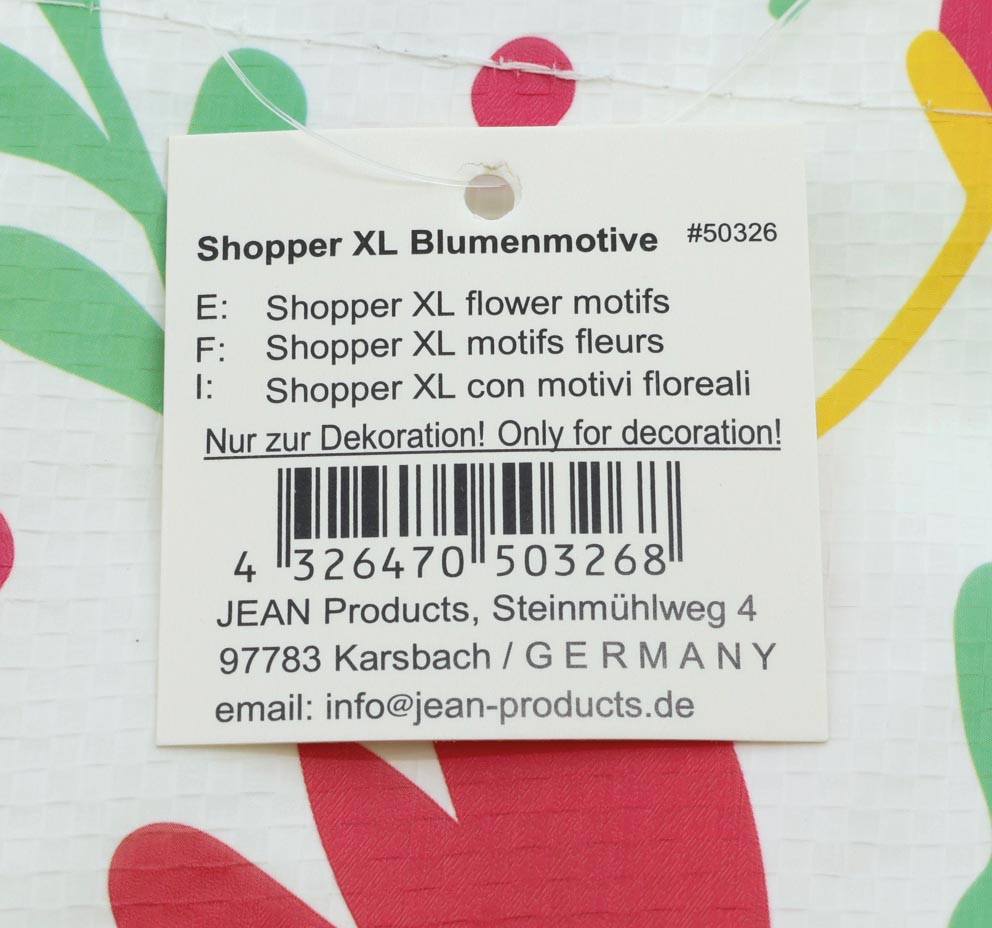 Shopper XL Blumenmotive #50326
E: Shopper XL flower motifs
F: Shopper XL motifs fleurs
I: Shopper XL con motivi floreali
Nur zur Dekoration! Only for decoration!
4 326470 503268
JEAN Products, Steinmühlweg 4
97783 Karsbach / G E R M A N Y
email: info@jean-products.de